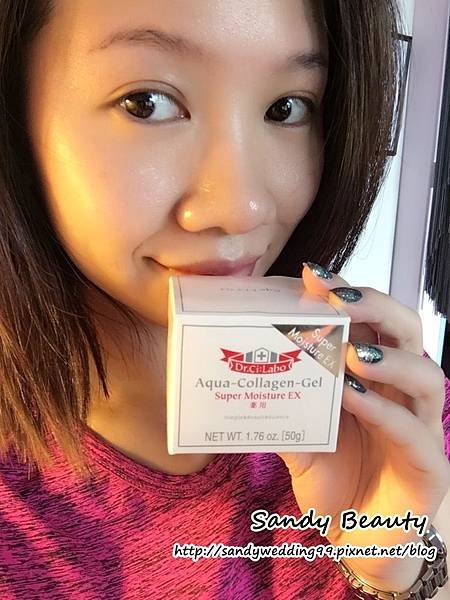 Super
Moisture EX
Dr.Ci:Labo
Aqua-Collagen-Gel
Super Moisture EX
薬用
NET WT. 1.76 oz. [50g]
Sandy Beauty
http://sandywedding99.pixnet.net/blog